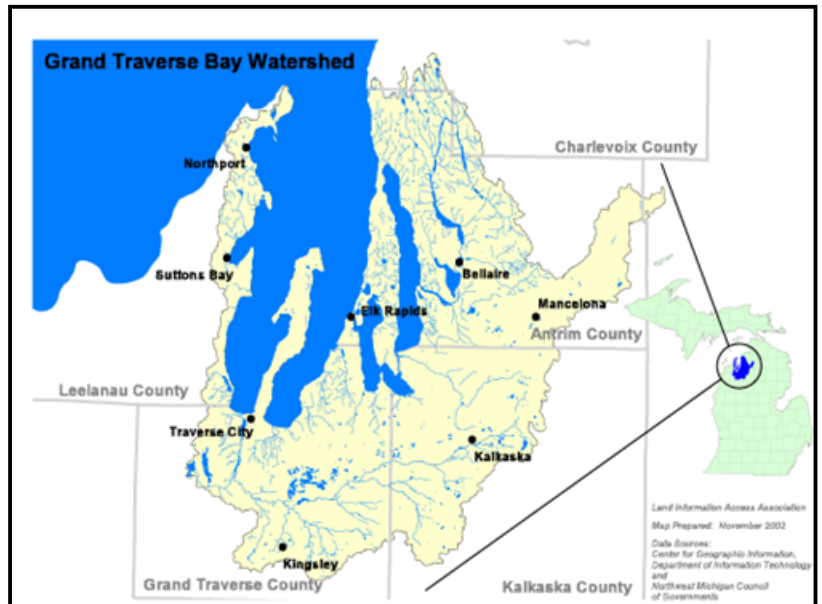 Grand Traverse Bay Watershed
Charlevoix County
Northport
Suttons Bay
Bellaire
Elk Rapids
Mancelona
Antrim County
Leelanau County
Traverse City
Kalkaska
Kingsley
Grand Traverse County
Kalkaska County
Land Information Access Association
Map Prepared: November 2002
Data Sources:
Center for Geographic Information,
Department of Information Technology
and
Northwest Michigan Council
of Governments